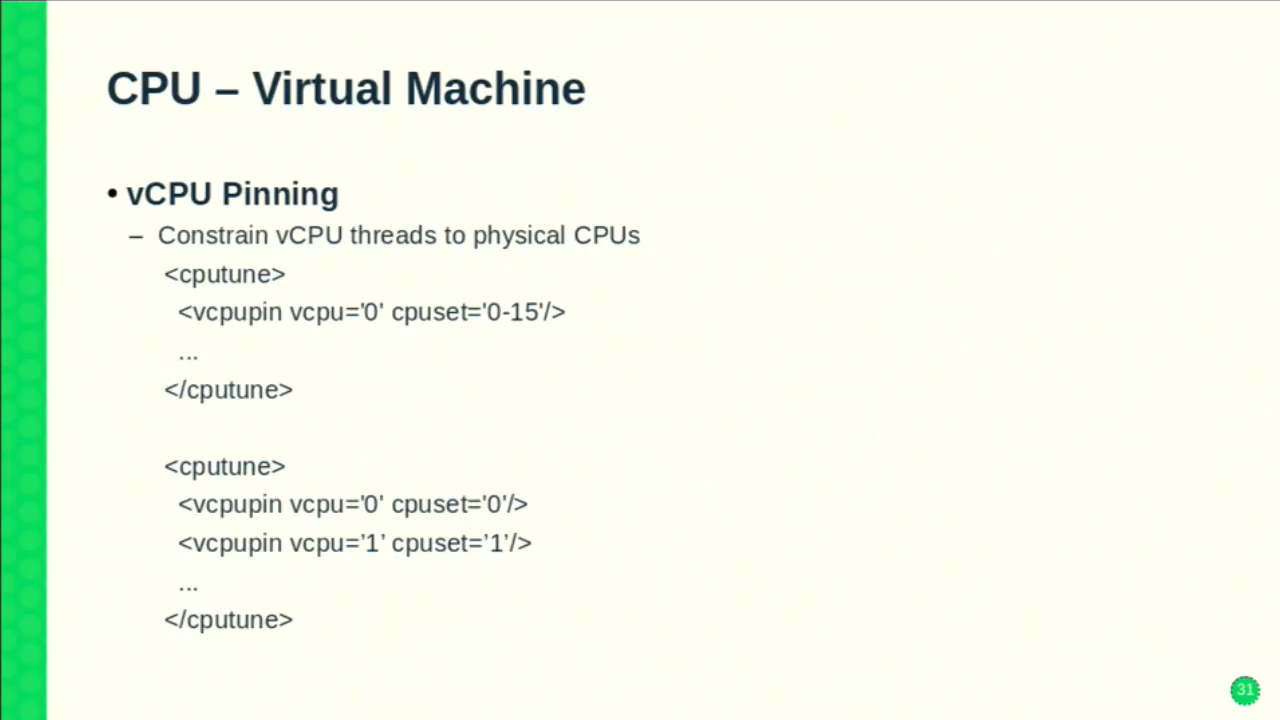 CPU – Virtual Machine
• vCPU Pinning
– Constrain vCPU threads to physical CPUs
<cputune>
<vcpupin vcpu='0' cpuset='0-15'/>
...
</cputune>
<cputune>
<vcpupin vcpu='0' cpuset='0'/>
<vcpupin vcpu=’1’ cpuset=’1’/>
...
</cputune>
31